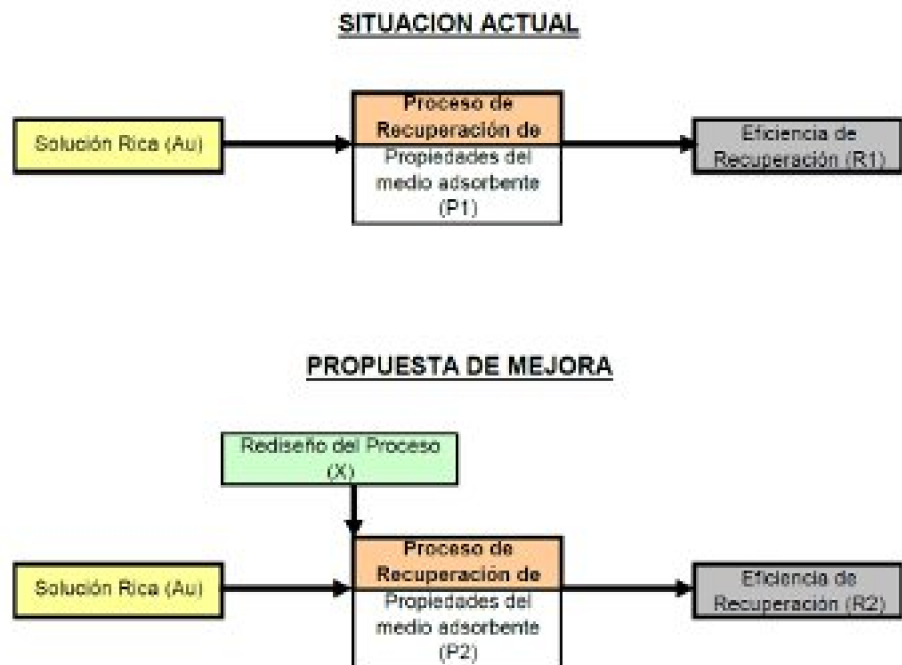 SITUACION ACTUAL
Solución Rica (Au)
Proceso de
Recuperación de
Propiedades del
medio adsorbente
(P1)
Eficiencia de
Recuperación (R1)
PROPUESTA DE MEJORA
Rediseño del Proceso
(X)
Solución Rica (Au)
Proceso de
Recuperación de
Propiedades del
medio adsorbente
(P2)
Eficiencia de
Recuperación (R2)